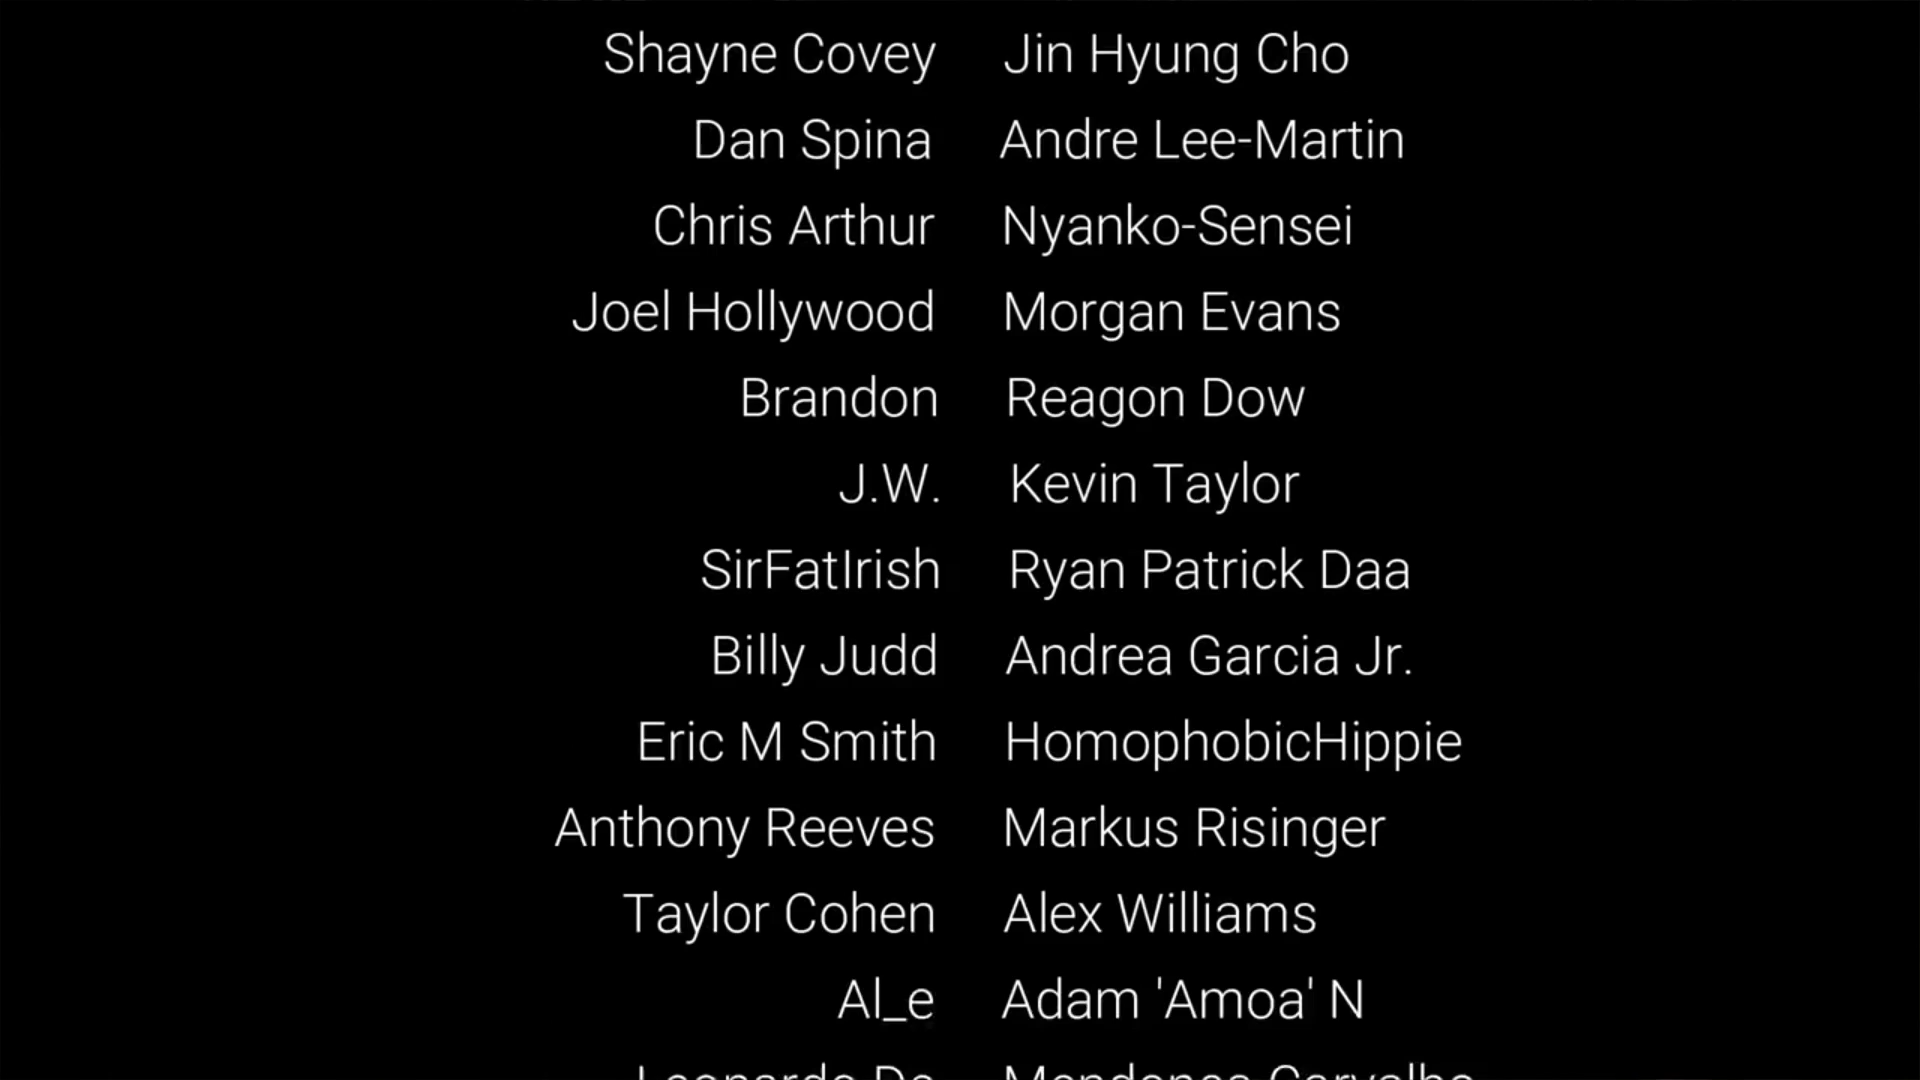 Shayne Covey Jin Hyung Cho
Dan Spina Andre Lee-Martin
Chris Arthur Nyanko-Sensei
Joel Hollywood Morgan Evans
Brandon Reagon Dow
J.W. Kevin Taylor
SirFatIrish Ryan Patrick Daa
Billy Judd Andrea Garcia Jr.
Eric M Smith HomophobicHippie
Anthony Reeves Markus Risinger
Taylor Cohen Alex Williams
Al_e Adam 'Amoa' N